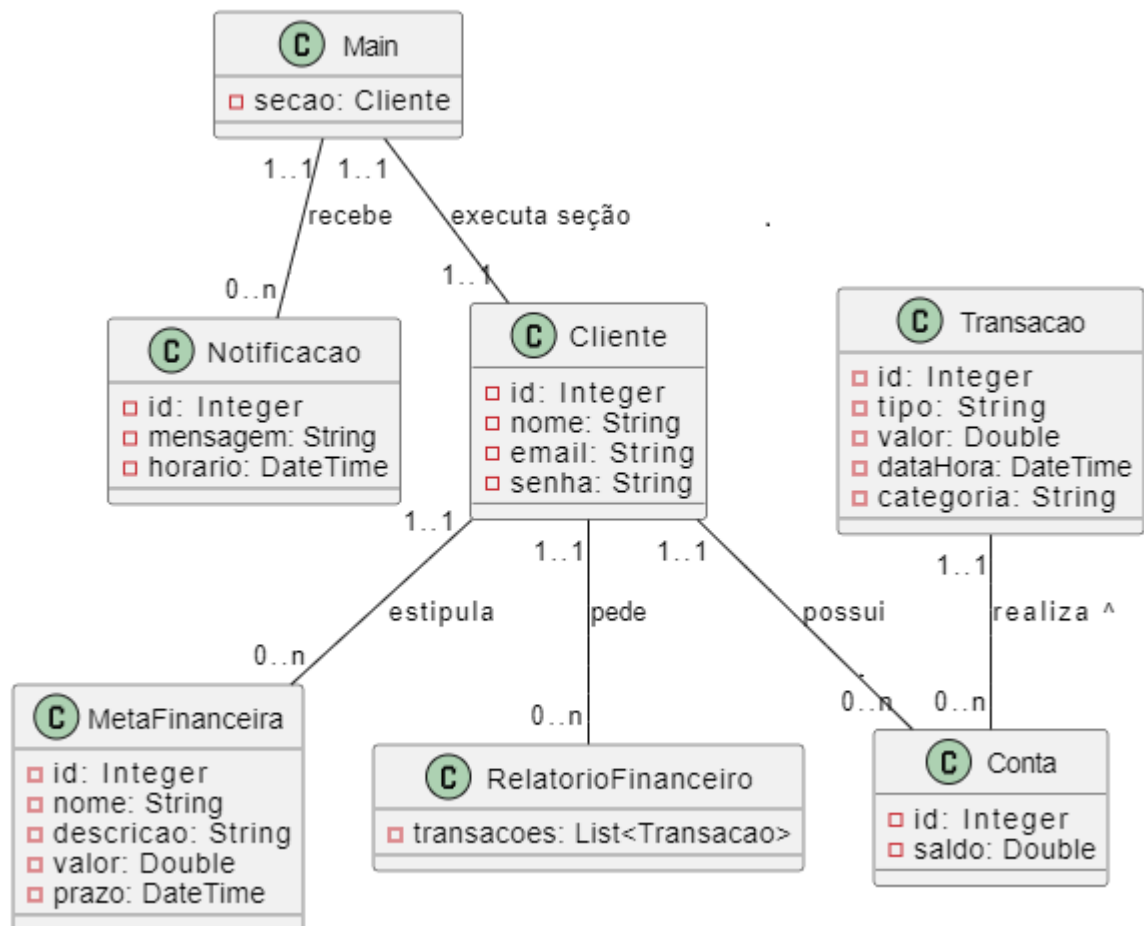 C Main
secao: Cliente
1..1
1..1
recebe
executa seção
.
0..n
1..1
C Notificacao
id: Integer
mensagem: String
horario: DateTime
C Cliente
id: Integer
nome: String
email: String
senha: String
C Transacao
id: Integer
tipo: String
valor: Double
dataHora: DateTime
categoria: String
1..1
1..1
1..1
1..1
estipula
pede
possui
realiza ^
0..n
0..n
.
0..n
0..n
C MetaFinanceira
id: Integer
nome: String
descricao: String
valor: Double
prazo: DateTime
C RelatorioFinanceiro
transacoes: List<Transacao>
C Conta
id: Integer
saldo: Double